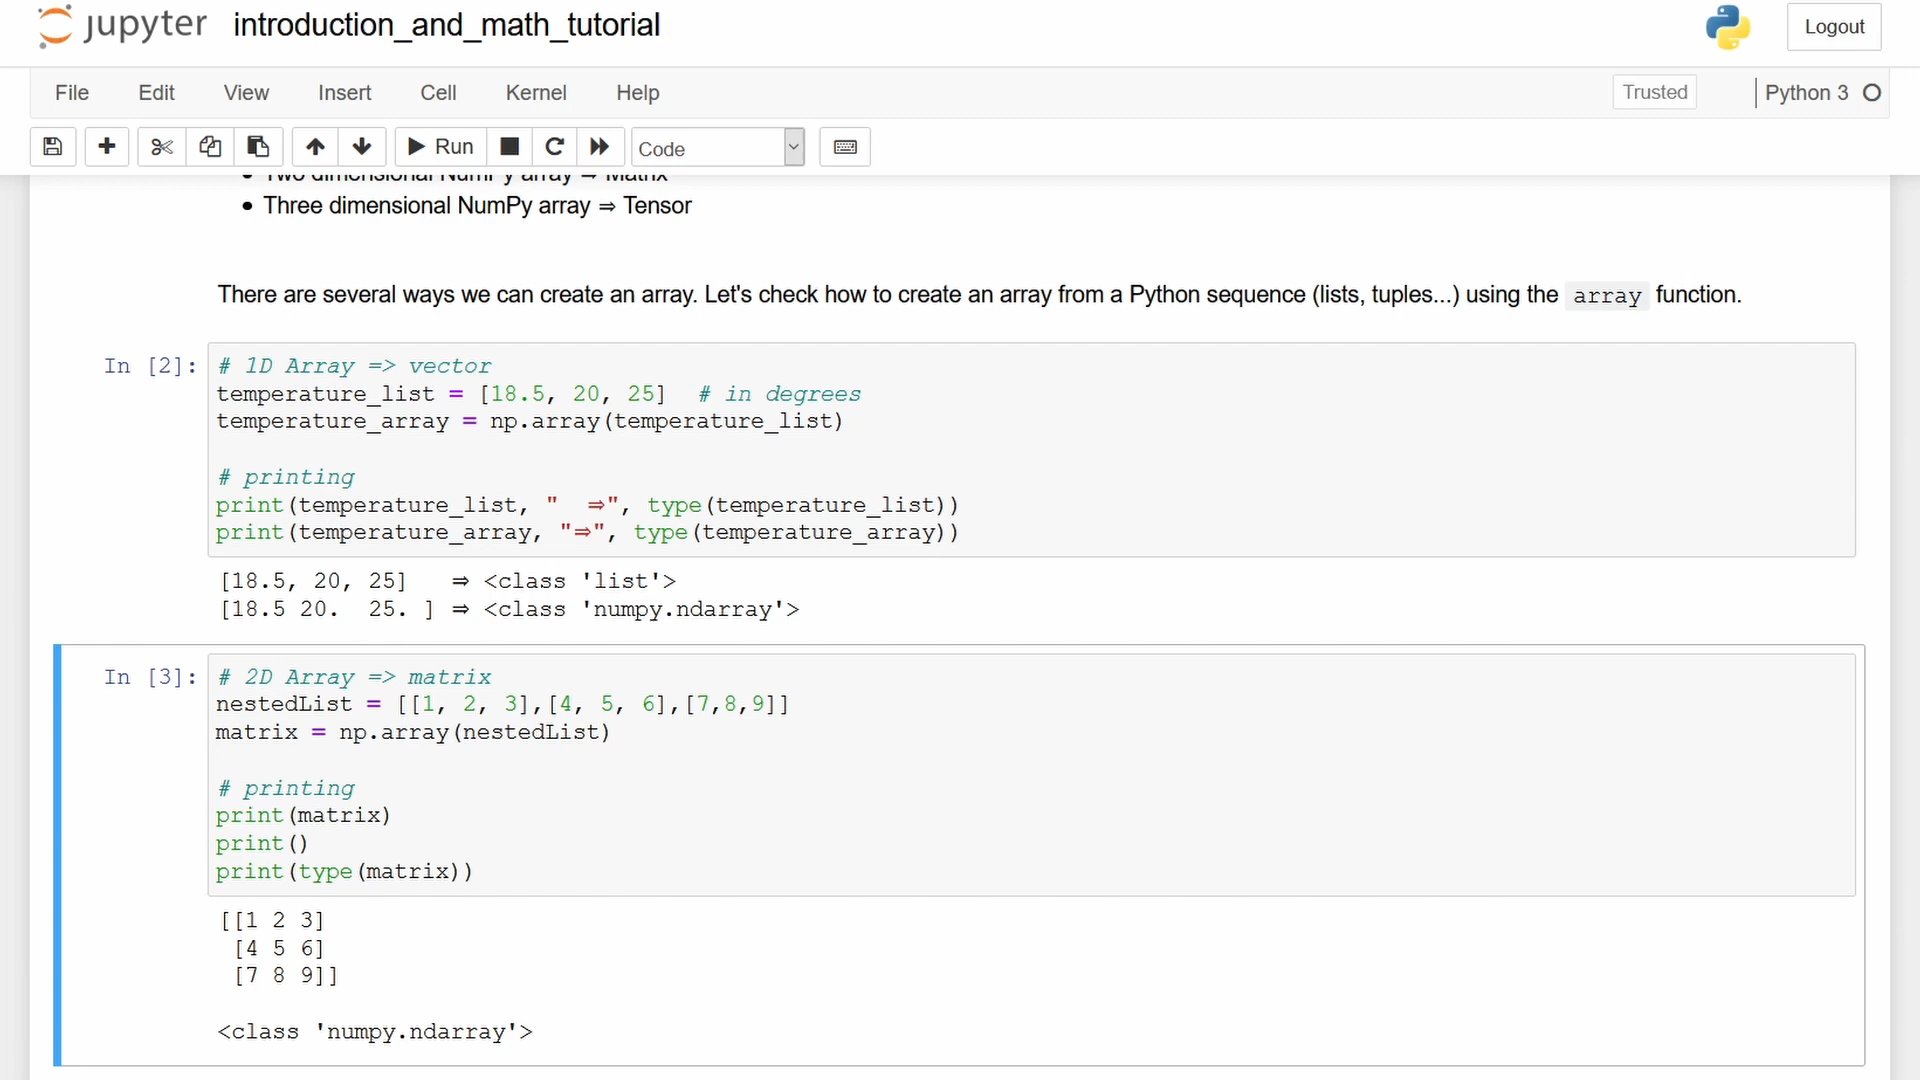 jupyter introduction_and_math_tutorial Logout
File Edit View Insert Cell Kernel Help Trusted Python 3
Run Code
• Two dimensional NumPy array ⇒ Matrix
• Three dimensional NumPy array ⇒ Tensor
There are several ways we can create an array. Let's check how to create an array from a Python sequence (lists, tuples...) using the array function.
In [2]: # 1D Array => vector
temperature_list = [18.5, 20, 25]  # in degrees
temperature_array = np.array(temperature_list)
# printing
print(temperature_list, "  ⇒", type(temperature_list))
print(temperature_array, "⇒", type(temperature_array))
[18.5, 20, 25]   ⇒ <class 'list'>
[18.5 20.  25. ] ⇒ <class 'numpy.ndarray'>
In [3]: # 2D Array => matrix
nestedList = [[1, 2, 3],[4, 5, 6],[7,8,9]]
matrix = np.array(nestedList)
# printing
print(matrix)
print()
print(type(matrix))
[[1 2 3]
 [4 5 6]
 [7 8 9]]
<class 'numpy.ndarray'>